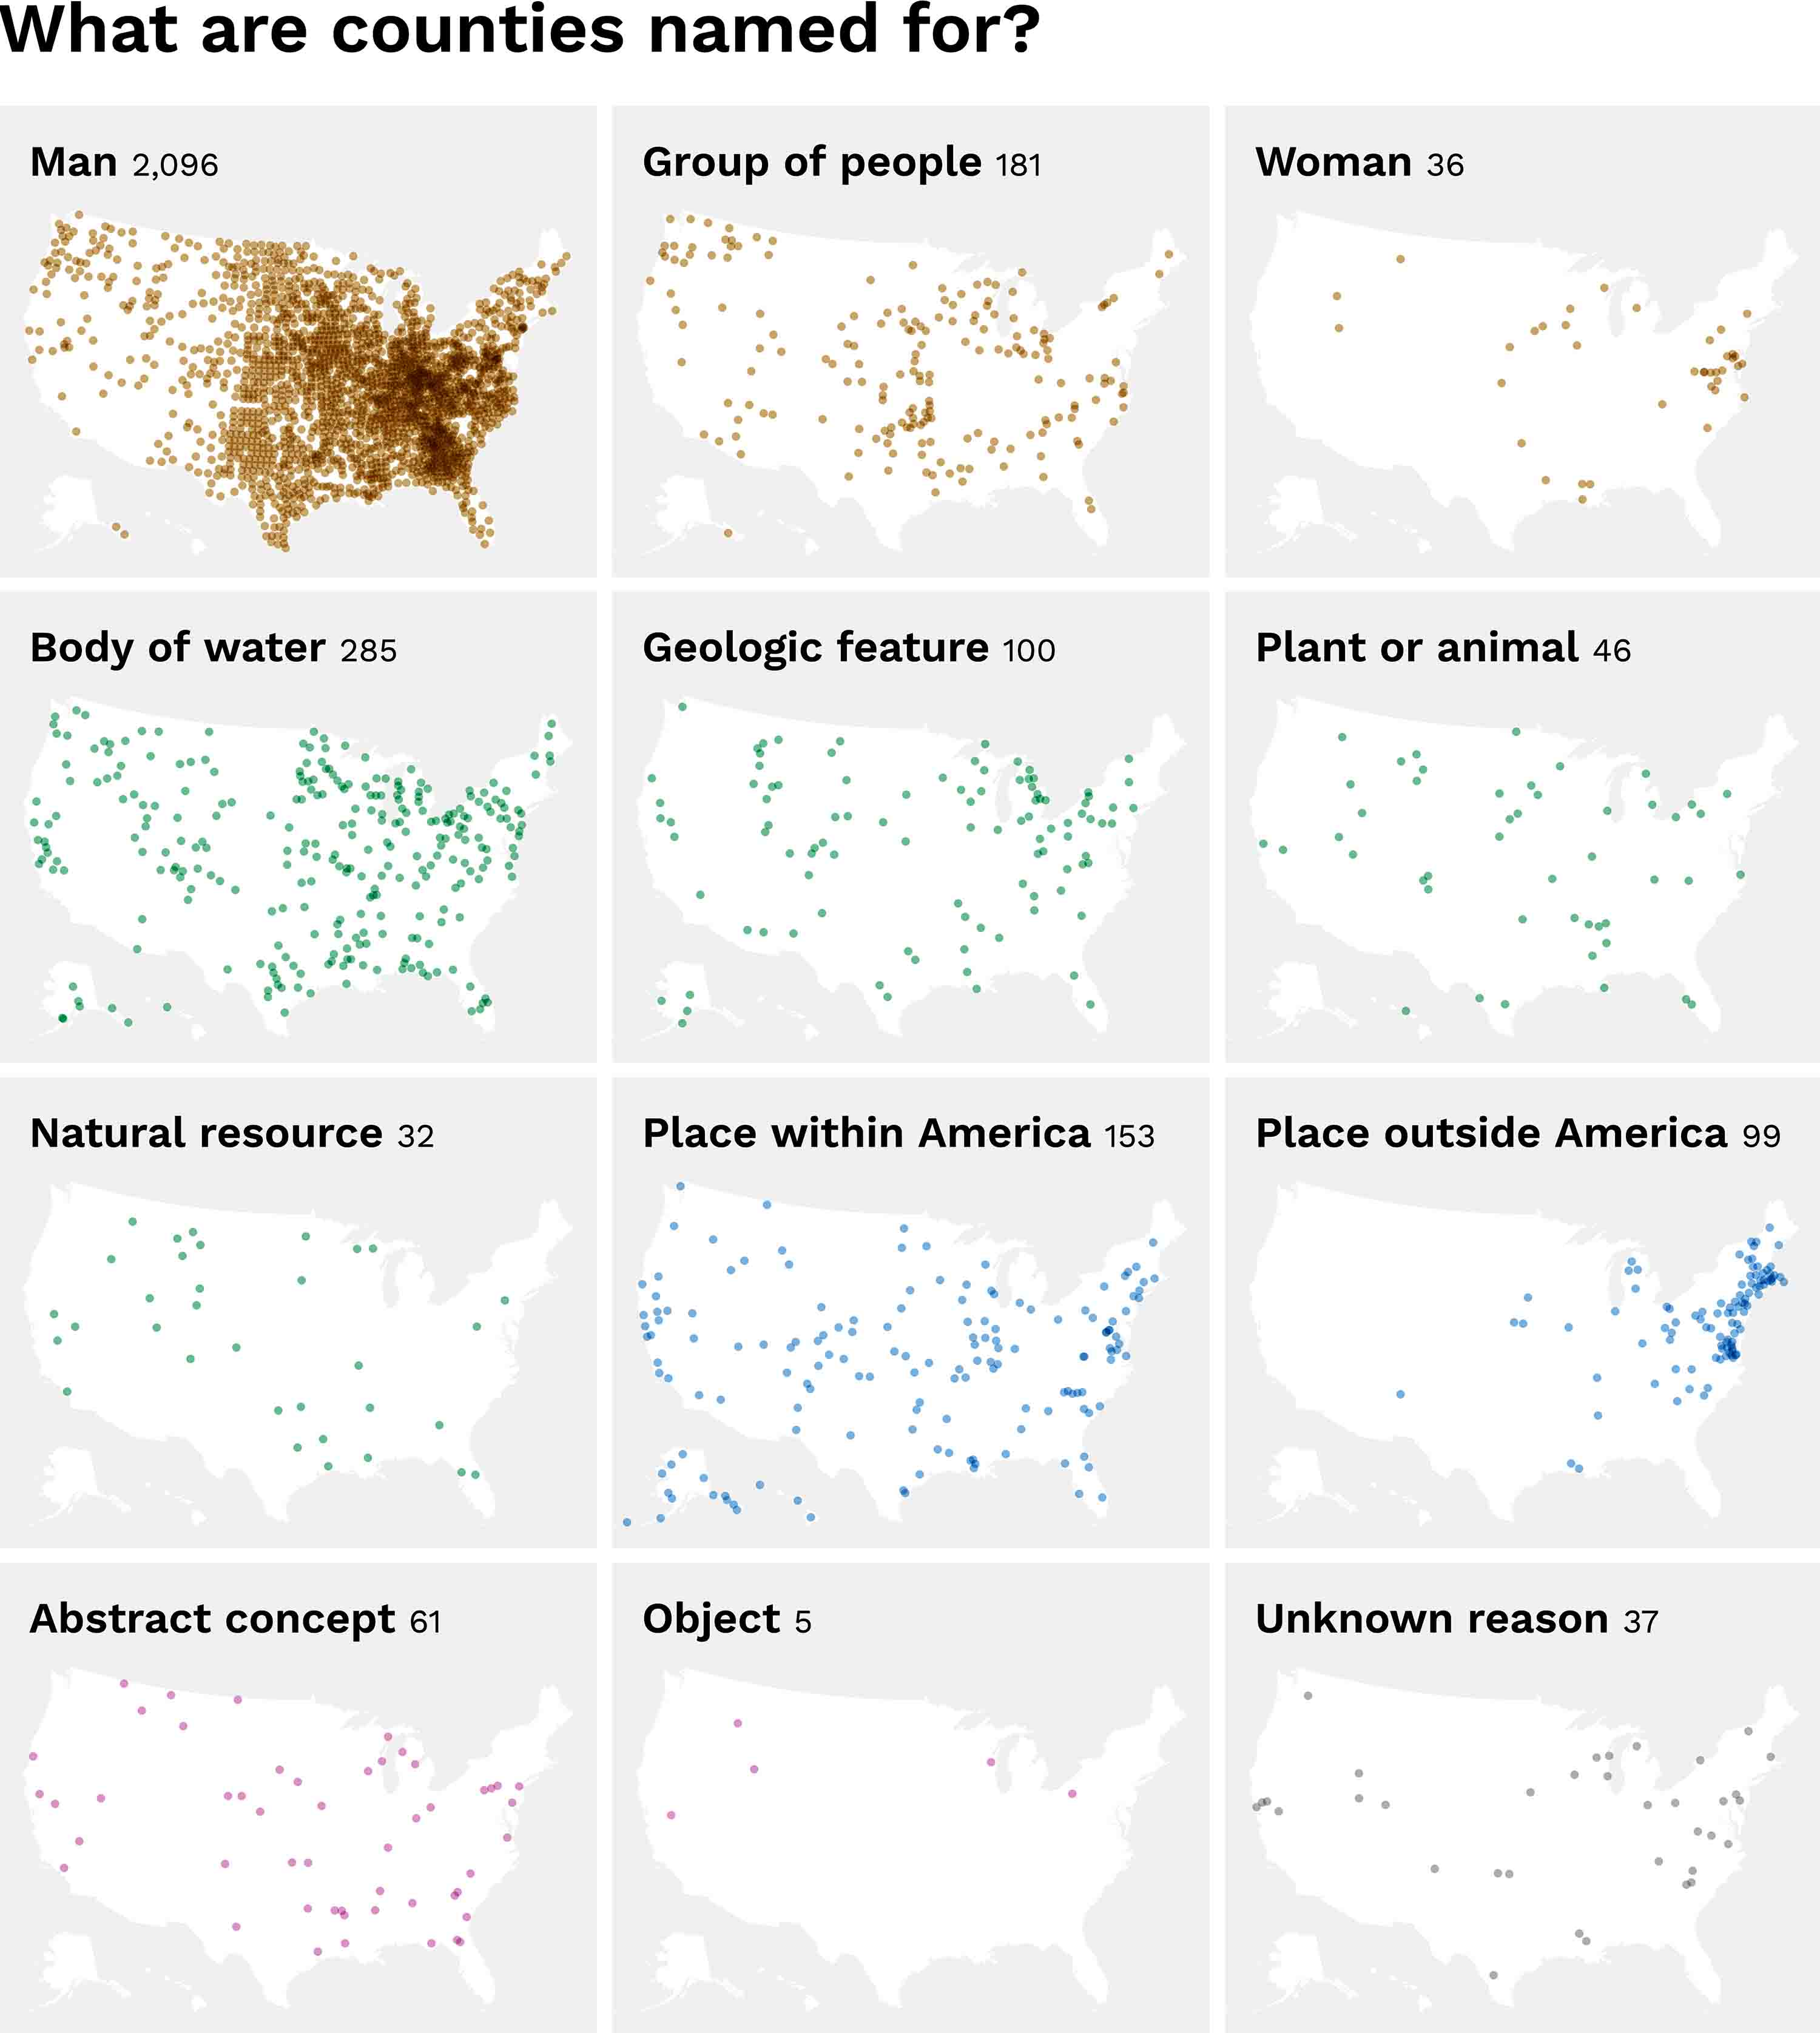 What are counties named for?
Man 2,096
Group of people 181
Woman 36
Body of water 285
Geologic feature 100
Plant or animal 46
Natural resource 32
Place within America 153
Place outside America 99
Abstract concept 61
Object 5
Unknown reason 37